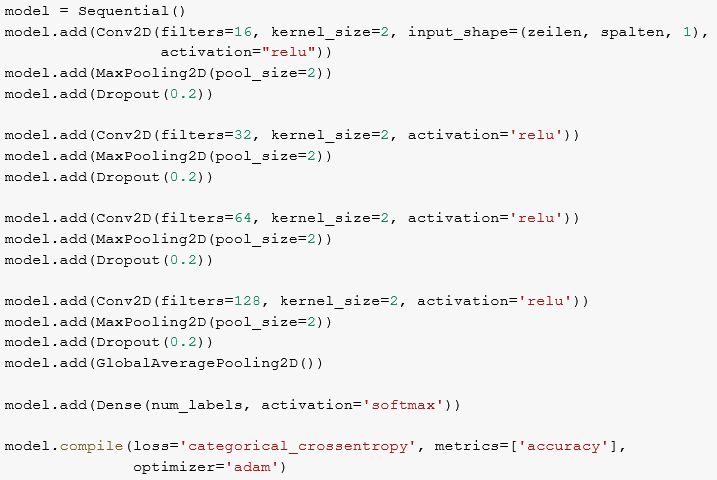 model = Sequential()
model.add(Conv2D(filters=16, kernel_size=2, input_shape=(zeilen, spalten, 1),
                 activation="relu"))
model.add(MaxPooling2D(pool_size=2))
model.add(Dropout(0.2))

model.add(Conv2D(filters=32, kernel_size=2, activation='relu'))
model.add(MaxPooling2D(pool_size=2))
model.add(Dropout(0.2))

model.add(Conv2D(filters=64, kernel_size=2, activation='relu'))
model.add(MaxPooling2D(pool_size=2))
model.add(Dropout(0.2))

model.add(Conv2D(filters=128, kernel_size=2, activation='relu'))
model.add(MaxPooling2D(pool_size=2))
model.add(Dropout(0.2))
model.add(GlobalAveragePooling2D())

model.add(Dense(num_labels, activation='softmax'))

model.compile(loss='categorical_crossentropy', metrics=['accuracy'],
              optimizer='adam')